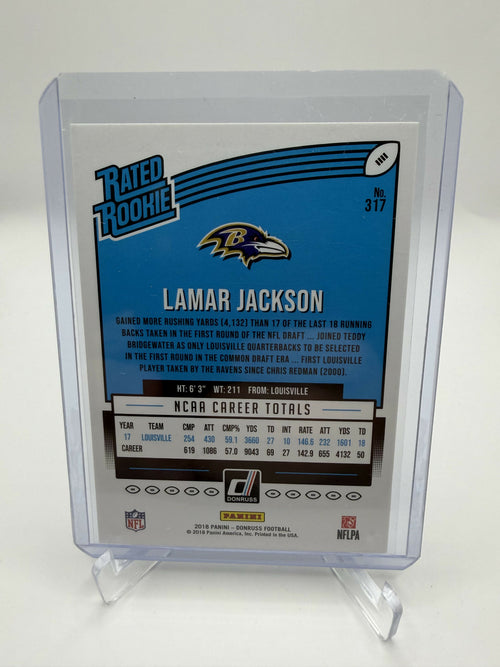 RATED
ROOKIE
No.
317
B
LAMAR JACKSON
GAINED MORE RUSHING YARDS (4,132) THAN 17 OF THE LAST 18 RUNNING
BACKS TAKEN IN THE FIRST ROUND OF THE NFL DRAFT ... JOINED TEDDY
BRIDGEWATER AS ONLY LOUISVILLE QUARTERBACKS TO BE SELECTED
IN THE FIRST ROUND IN THE COMMON DRAFT ERA ... FIRST LOUISVILLE
PLAYER TAKEN BY THE RAVENS SINCE CHRIS REDMAN (2000).
HT: 6' 3" WT: 211 FROM: LOUISVILLE
NCAA CAREER TOTALS
YEAR TEAM CMP ATT CMP% YDS TD INT RATE ATT YDS TD
17 LOUISVILLE 254 430 59.1 3660 27 10 146.6 232 1601 18
CAREER 619 1086 57.0 9043 69 27 142.9 655 4132 50
DONRUSS
NFL
PANINI
NFLPA
2018 PANINI – DONRUSS FOOTBALL
© 2018 Panini America, Inc. Printed in the USA.